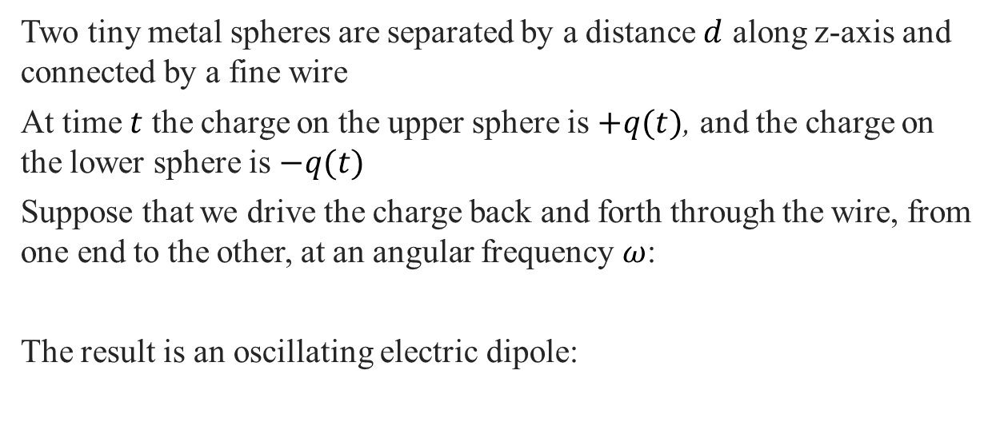 Two tiny metal spheres are separated by a distance d along z-axis and
connected by a fine wire
At time t the charge on the upper sphere is +q(t), and the charge on
the lower sphere is −q(t)
Suppose that we drive the charge back and forth through the wire, from
one end to the other, at an angular frequency ω:
The result is an oscillating electric dipole: